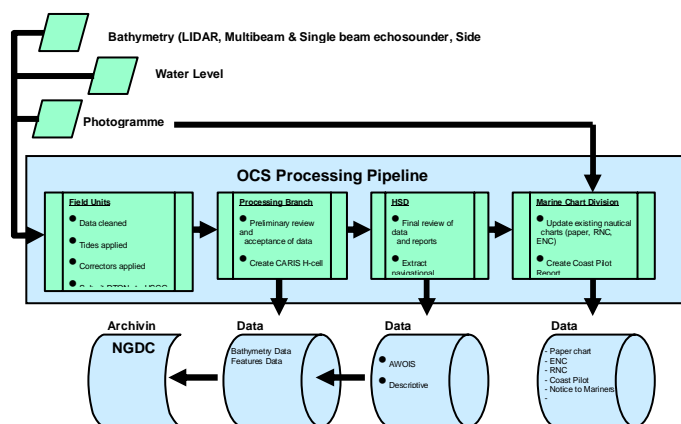 Bathymetry (LIDAR, Multibeam & Single beam echosounder, Side
Water Level
Photogramme
OCS Processing Pipeline
Field Units
● Data cleaned
● Tides applied
● Correctors applied
Processing Branch
● Preliminary review
and
acceptance of data
● Create CARIS H-cell
HSD
● Final review of
data
and reports
● Extract
navigational
Marine Chart Division
● Update existing nautical
charts (paper, RNC,
ENC)
● Create Coast Pilot
Report
Archivin
NGDC
Data
Bathymetry Data
Features Data
Data
● AWOIS
● Descriptive
Data
- Paper chart
- ENC
- RNC
- Coast Pilot
- Notice to Mariners
-